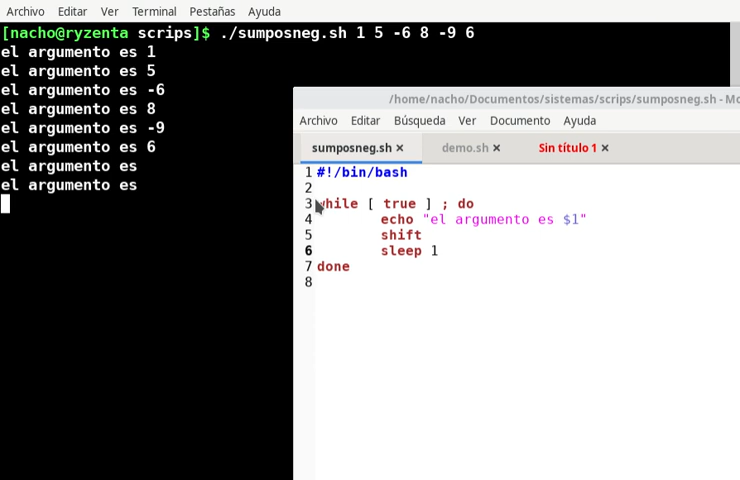 Archivo Editar Ver Terminal Pestañas Ayuda
[nacho@ryzenta scrips]$ ./sumposneg.sh 1 5 -6 8 -9 6
el argumento es 1
el argumento es 5
el argumento es -6
el argumento es 8
el argumento es -9
el argumento es 6
el argumento es
el argumento es
/home/nacho/Documentos/sistemas/scrips/sumposneg.sh - Mo
Archivo Editar Búsqueda Ver Documento Ayuda
sumposneg.sh × demo.sh × Sin título 1 ×
1 #!/bin/bash
2
3 while [ true ] ; do
4 echo "el argumento es $1"
5 shift
6 sleep 1
7 done
8